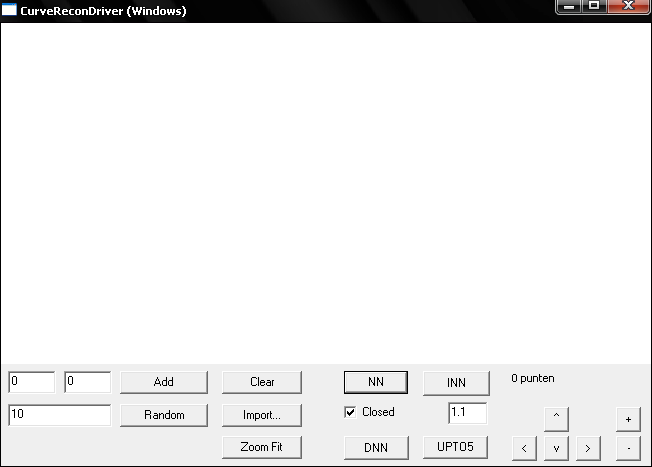 CurveReconDriver (Windows)
0 0 Add Clear NN INN 0 punten
10 Random Import... Closed 1.1 ^ +
Zoom Fit DNN UPTO5 < v > -